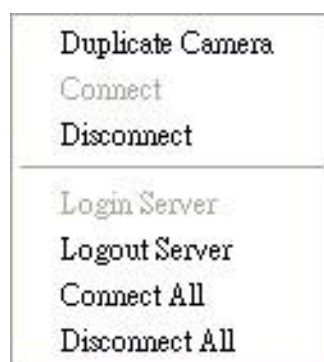 Duplicate Camera
Connect
Disconnect
Login Server
Logout Server
Connect All
Disconnect All